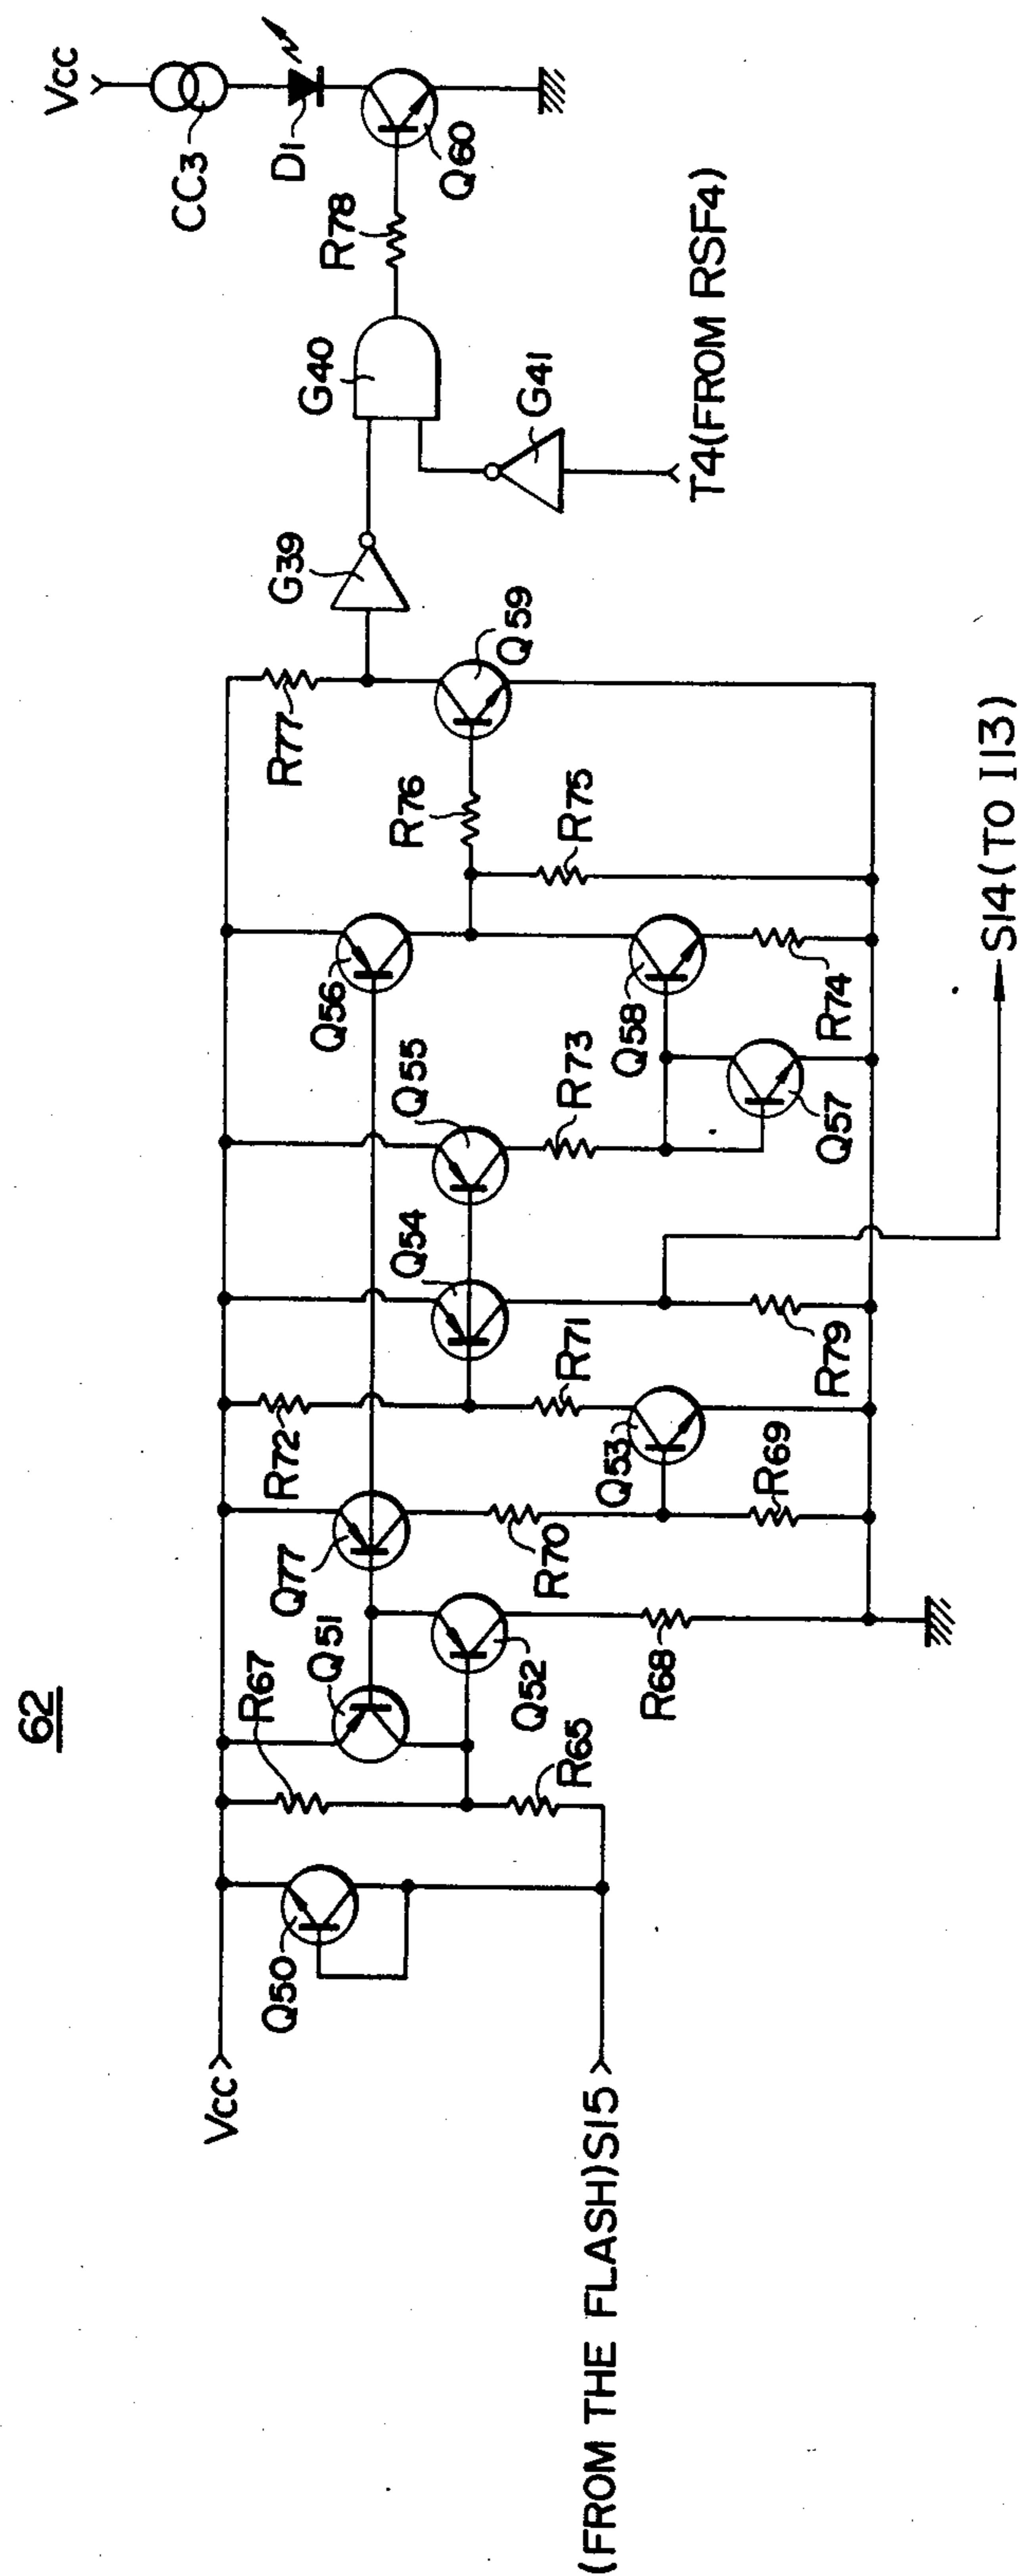 62
Vcc
Q50
R67
Q51
Q52
R65
R68
Q77
R70
R69
R72
Q53
R71
R79
Q54
Q55
R73
Q57
Q56
Q58
R74
R75
R76
R77
Q59
G39
G40
G41
T4(FROM RSF4)
R78
Q60
D1
CC3
Vcc
(FROM THE FLASH)S15
S14(TO I13)